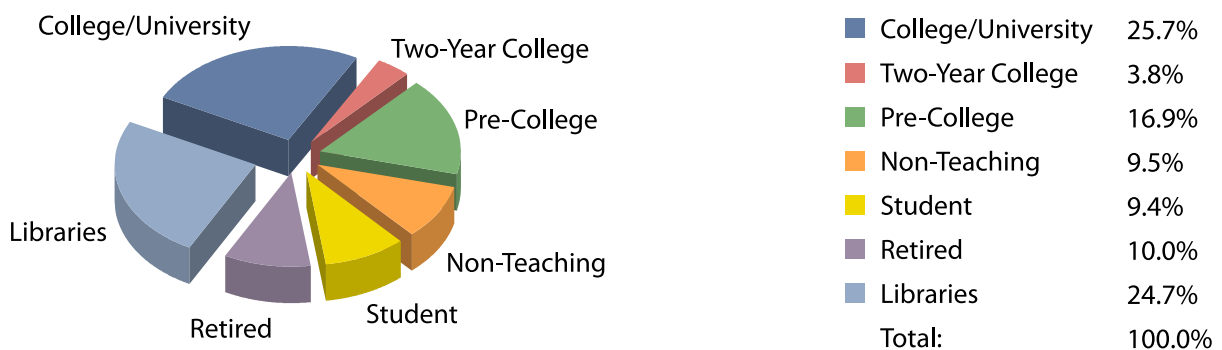 College/University
Two-Year College
Pre-College
Non-Teaching
Student
Retired
Libraries
College/University 25.7%
Two-Year College 3.8%
Pre-College 16.9%
Non-Teaching 9.5%
Student 9.4%
Retired 10.0%
Libraries 24.7%
Total: 100.0%